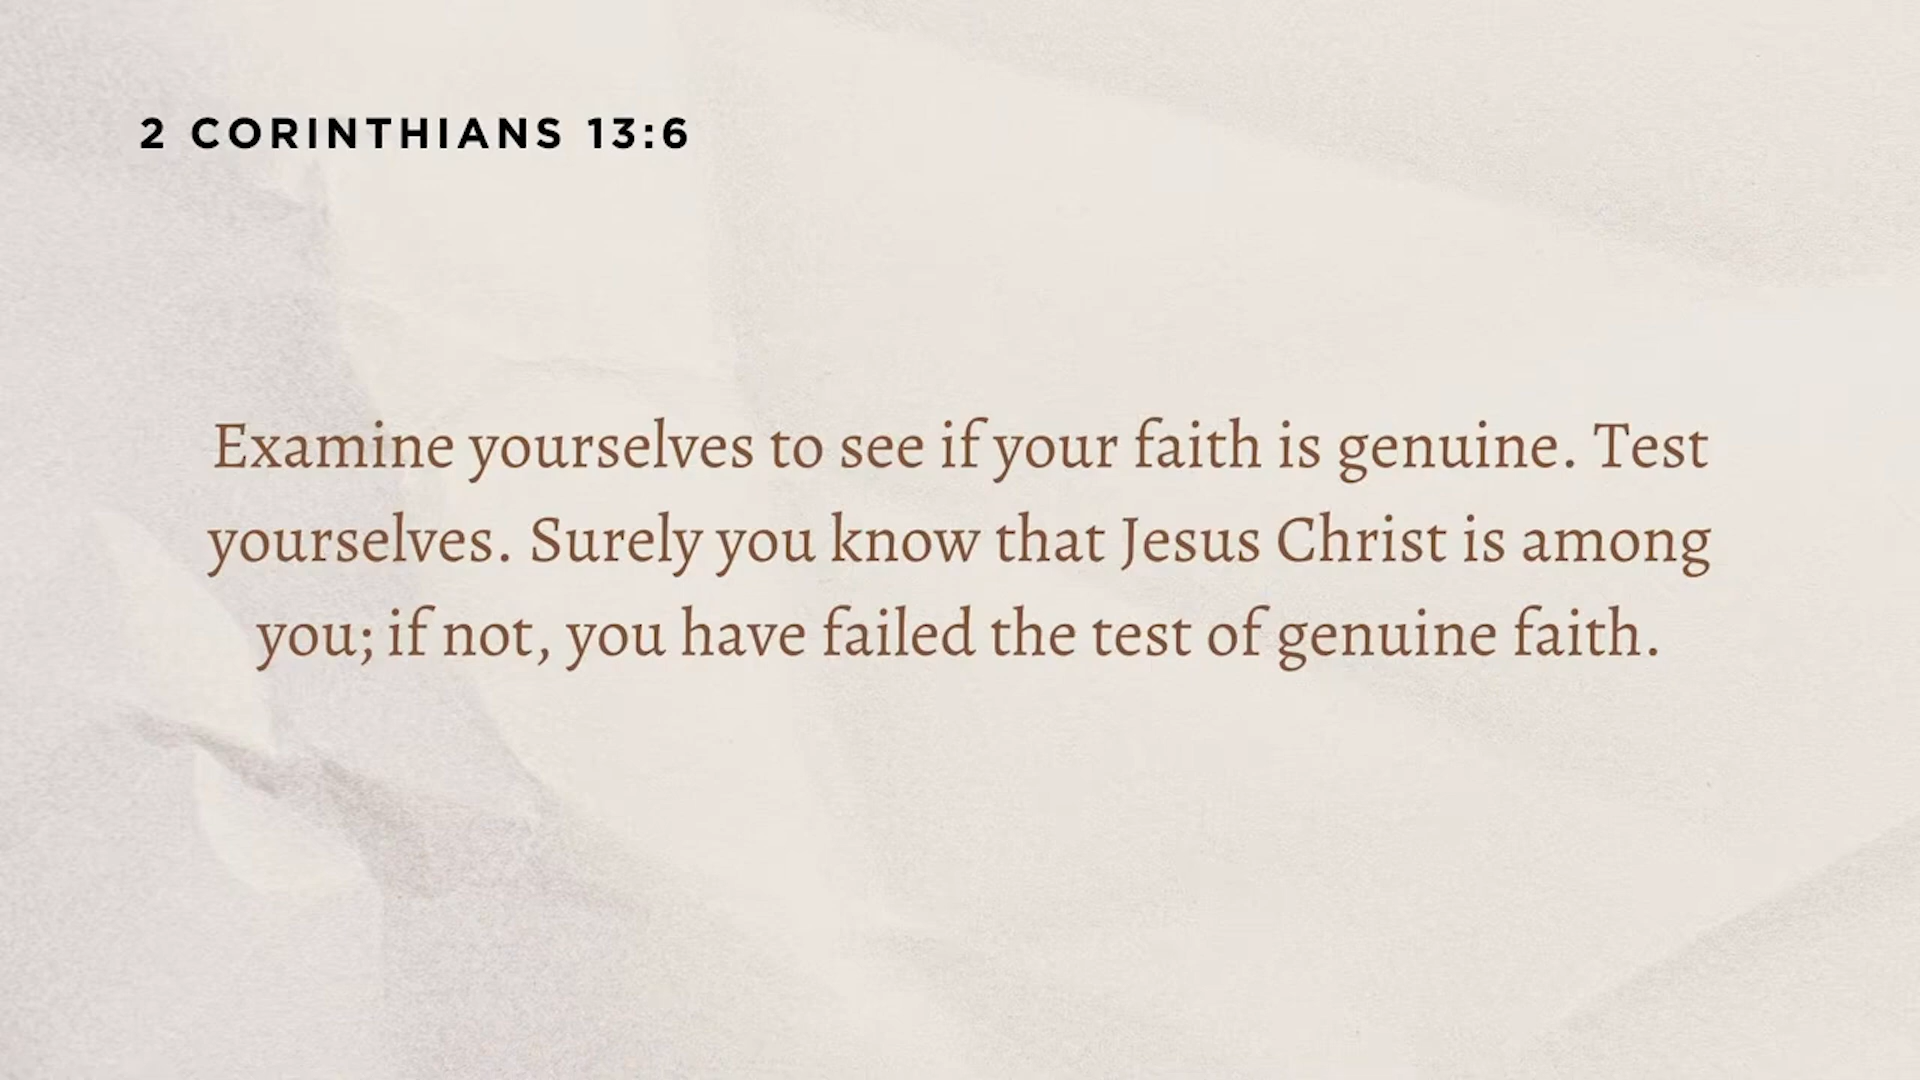 2 CORINTHIANS 13:6
Examine yourselves to see if your faith is genuine. Test
yourselves. Surely you know that Jesus Christ is among
you; if not, you have failed the test of genuine faith.